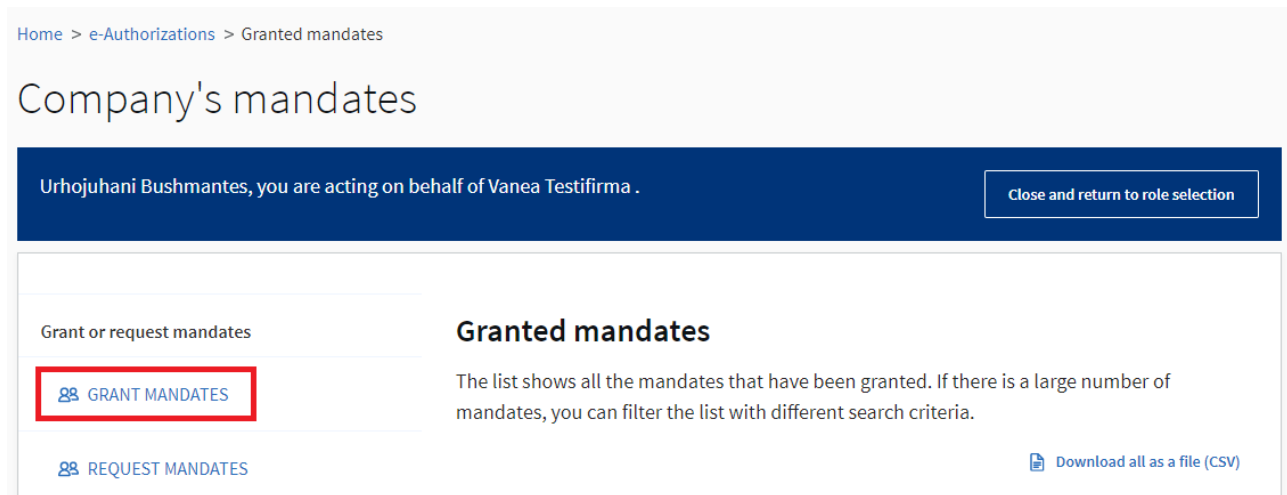 Home > e-Authorizations > Granted mandates
Company's mandates
Urhojuhani Bushmantes, you are acting on behalf of Vanea Testifirma .
Close and return to role selection
Grant or request mandates
GRANT MANDATES
REQUEST MANDATES
Granted mandates
The list shows all the mandates that have been granted. If there is a large number of
mandates, you can filter the list with different search criteria.
Download all as a file (CSV)